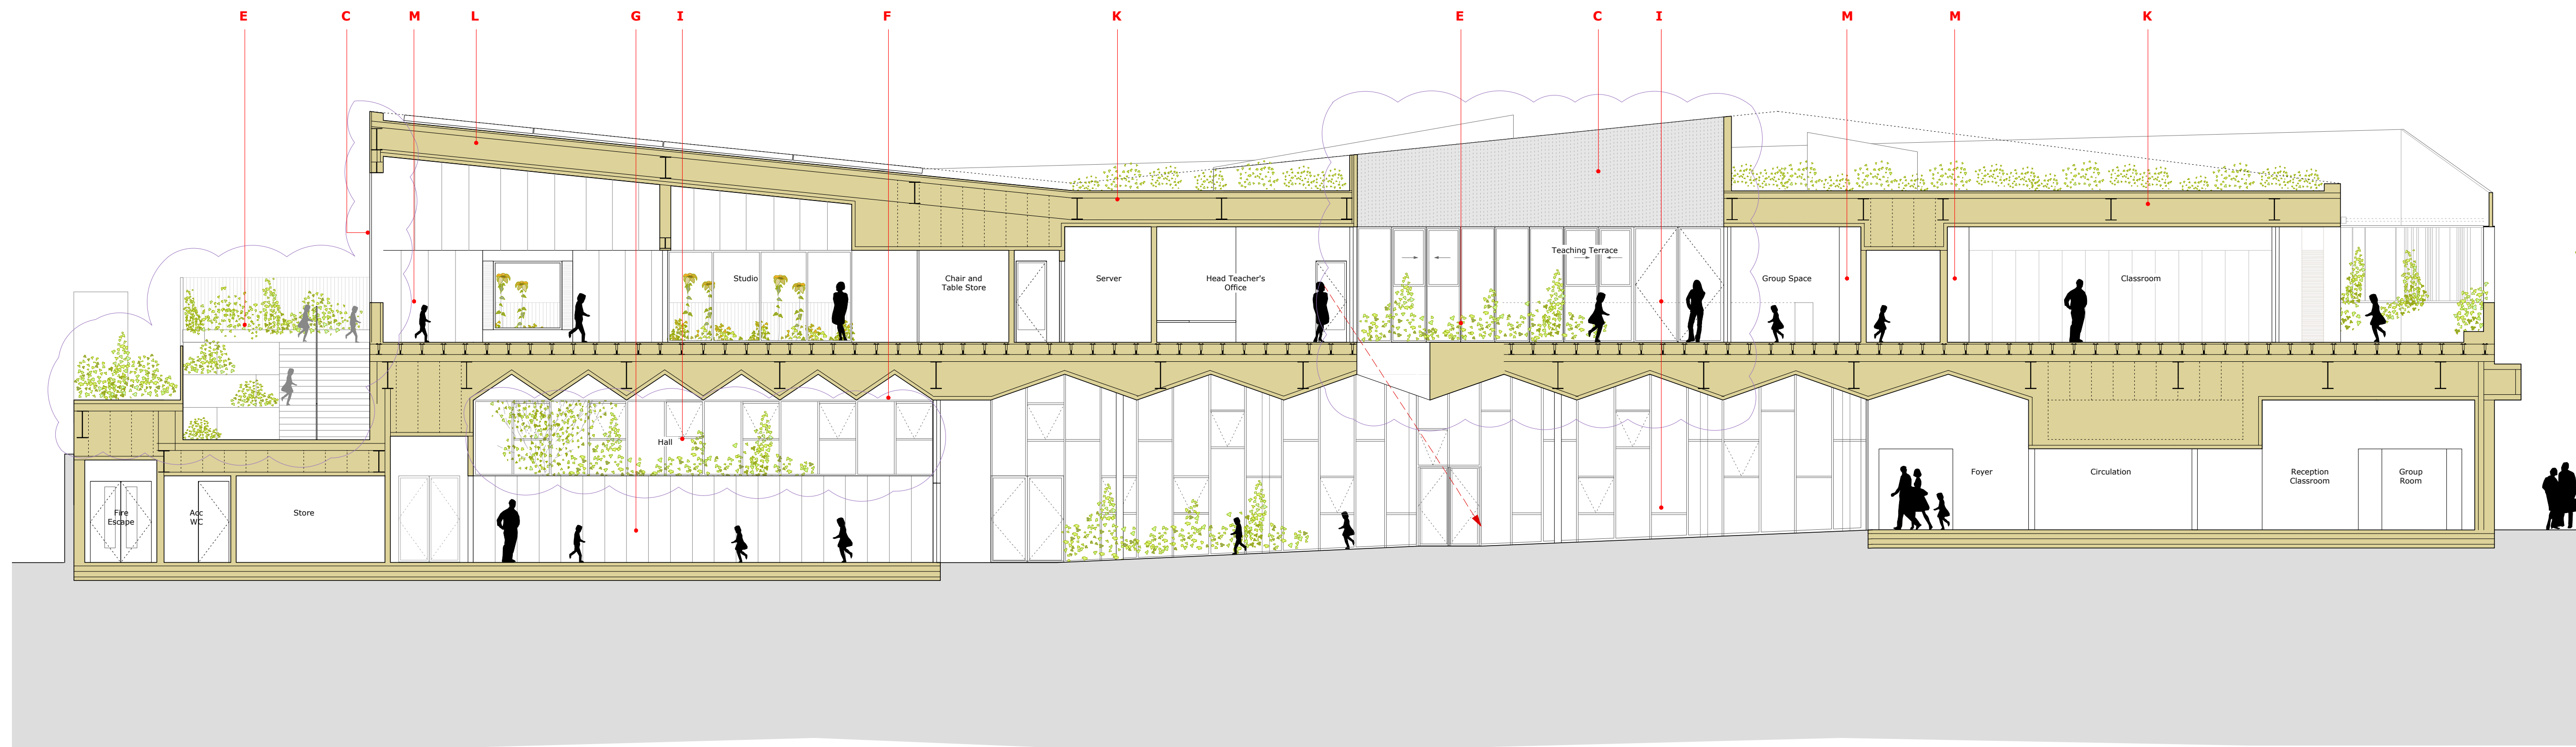 E C M L G I F K E C I M M K
Teaching Terrace
Studio
Chair and
Table Store
Server
Head Teacher's
Office
Group Space
Classroom
Hall
Fire
Escape
Acc
WC
Store
Foyer
Circulation
Reception
Classroom
Group
Room